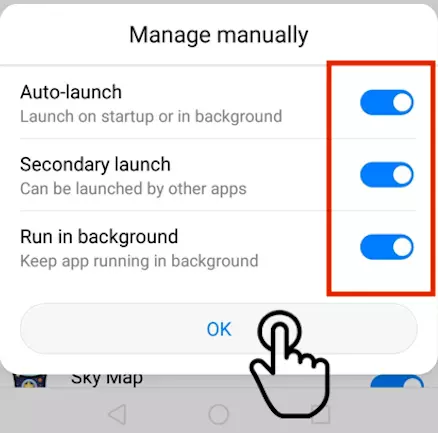 Manage manually
Auto-launch
Launch on startup or in background
Secondary launch
Can be launched by other apps
Run in background
Keep app running in background
OK
Sky Map